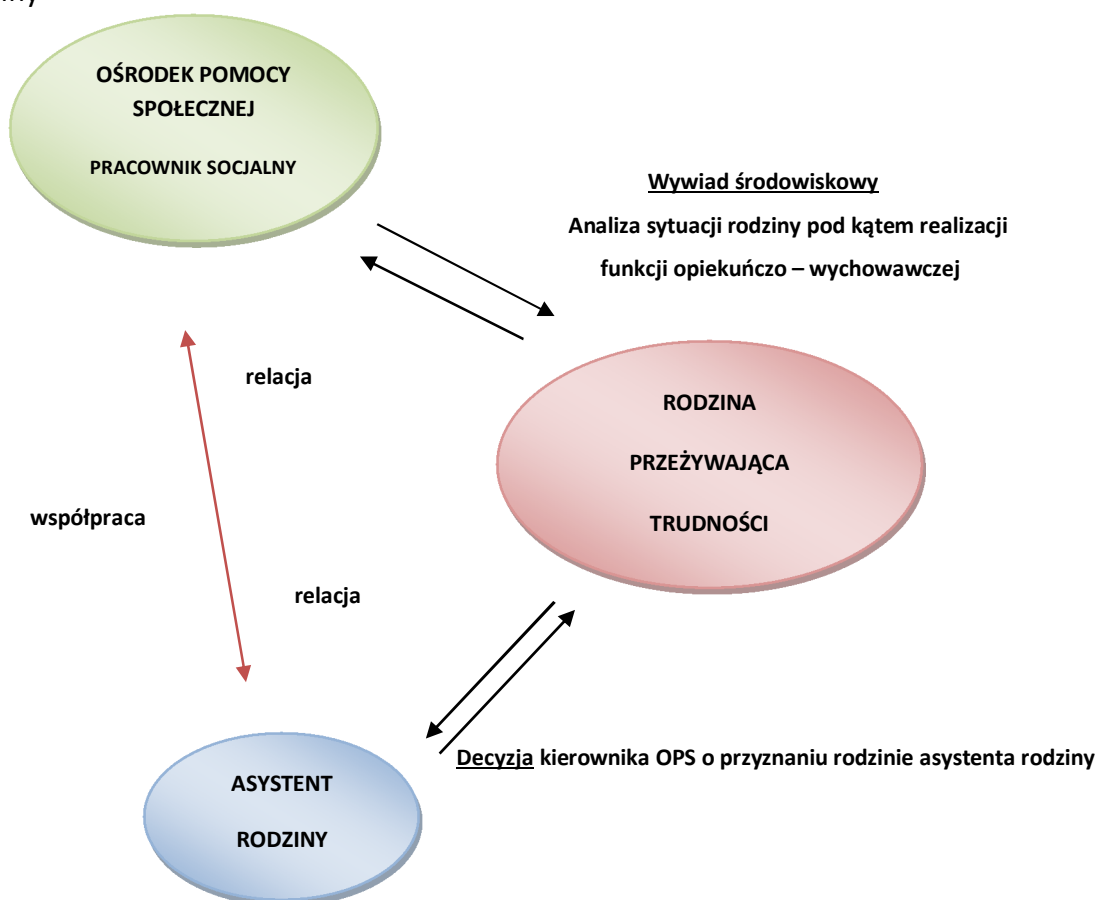 OŚRODEK POMOCY
SPOŁECZNEJ
PRACOWNIK SOCJALNY
Wywiad środowiskowy
Analiza sytuacji rodziny pod kątem realizacji
funkcji opiekuńczo – wychowawczej
relacja
RODZINA
PRZEŻYWAJĄCA
TRUDNOŚCI
współpraca
relacja
Decyzja kierownika OPS o przyznaniu rodzinie asystenta rodziny
ASYSTENT
RODZINY